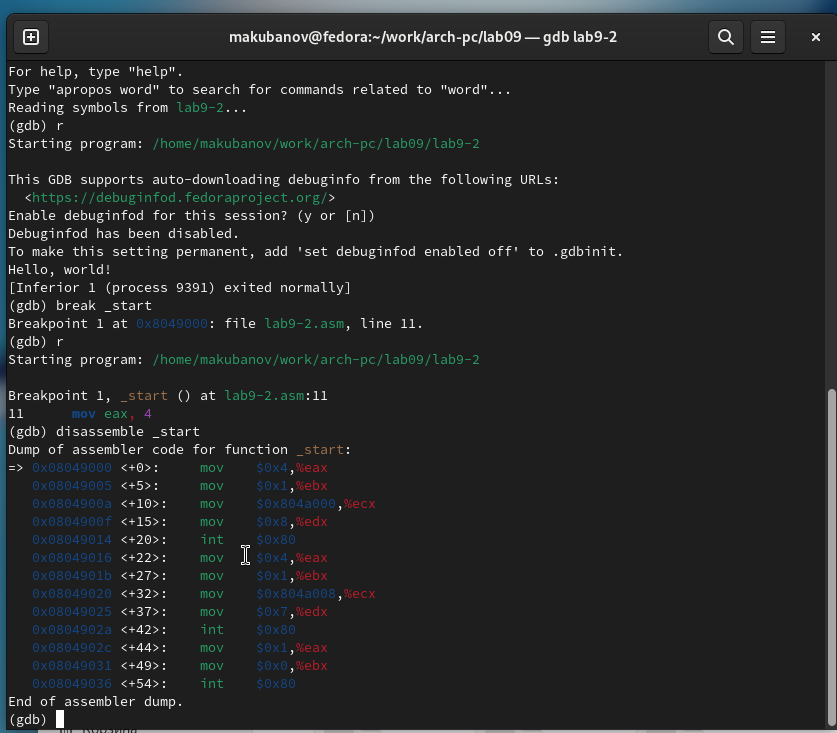 makubanov@fedora:~/work/arch-pc/lab09 — gdb lab9-2
For help, type "help".
Type "apropos word" to search for commands related to "word"...
Reading symbols from lab9-2...
(gdb) r
Starting program: /home/makubanov/work/arch-pc/lab09/lab9-2
This GDB supports auto-downloading debuginfo from the following URLs:
  <https://debuginfod.fedoraproject.org/>
Enable debuginfod for this session? (y or [n])
Debuginfod has been disabled.
To make this setting permanent, add 'set debuginfod enabled off' to .gdbinit.
Hello, world!
[Inferior 1 (process 9391) exited normally]
(gdb) break _start
Breakpoint 1 at 0x8049000: file lab9-2.asm, line 11.
(gdb) r
Starting program: /home/makubanov/work/arch-pc/lab09/lab9-2
Breakpoint 1, _start () at lab9-2.asm:11
11      mov eax, 4
(gdb) disassemble _start
Dump of assembler code for function _start:
=> 0x08049000 <+0>:     mov    $0x4,%eax
   0x08049005 <+5>:     mov    $0x1,%ebx
   0x0804900a <+10>:    mov    $0x804a000,%ecx
   0x0804900f <+15>:    mov    $0x8,%edx
   0x08049014 <+20>:    int    $0x80
   0x08049016 <+22>:    mov    $0x4,%eax
   0x0804901b <+27>:    mov    $0x1,%ebx
   0x08049020 <+32>:    mov    $0x804a008,%ecx
   0x08049025 <+37>:    mov    $0x7,%edx
   0x0804902a <+42>:    int    $0x80
   0x0804902c <+44>:    mov    $0x1,%eax
   0x08049031 <+49>:    mov    $0x0,%ebx
   0x08049036 <+54>:    int    $0x80
End of assembler dump.
(gdb)